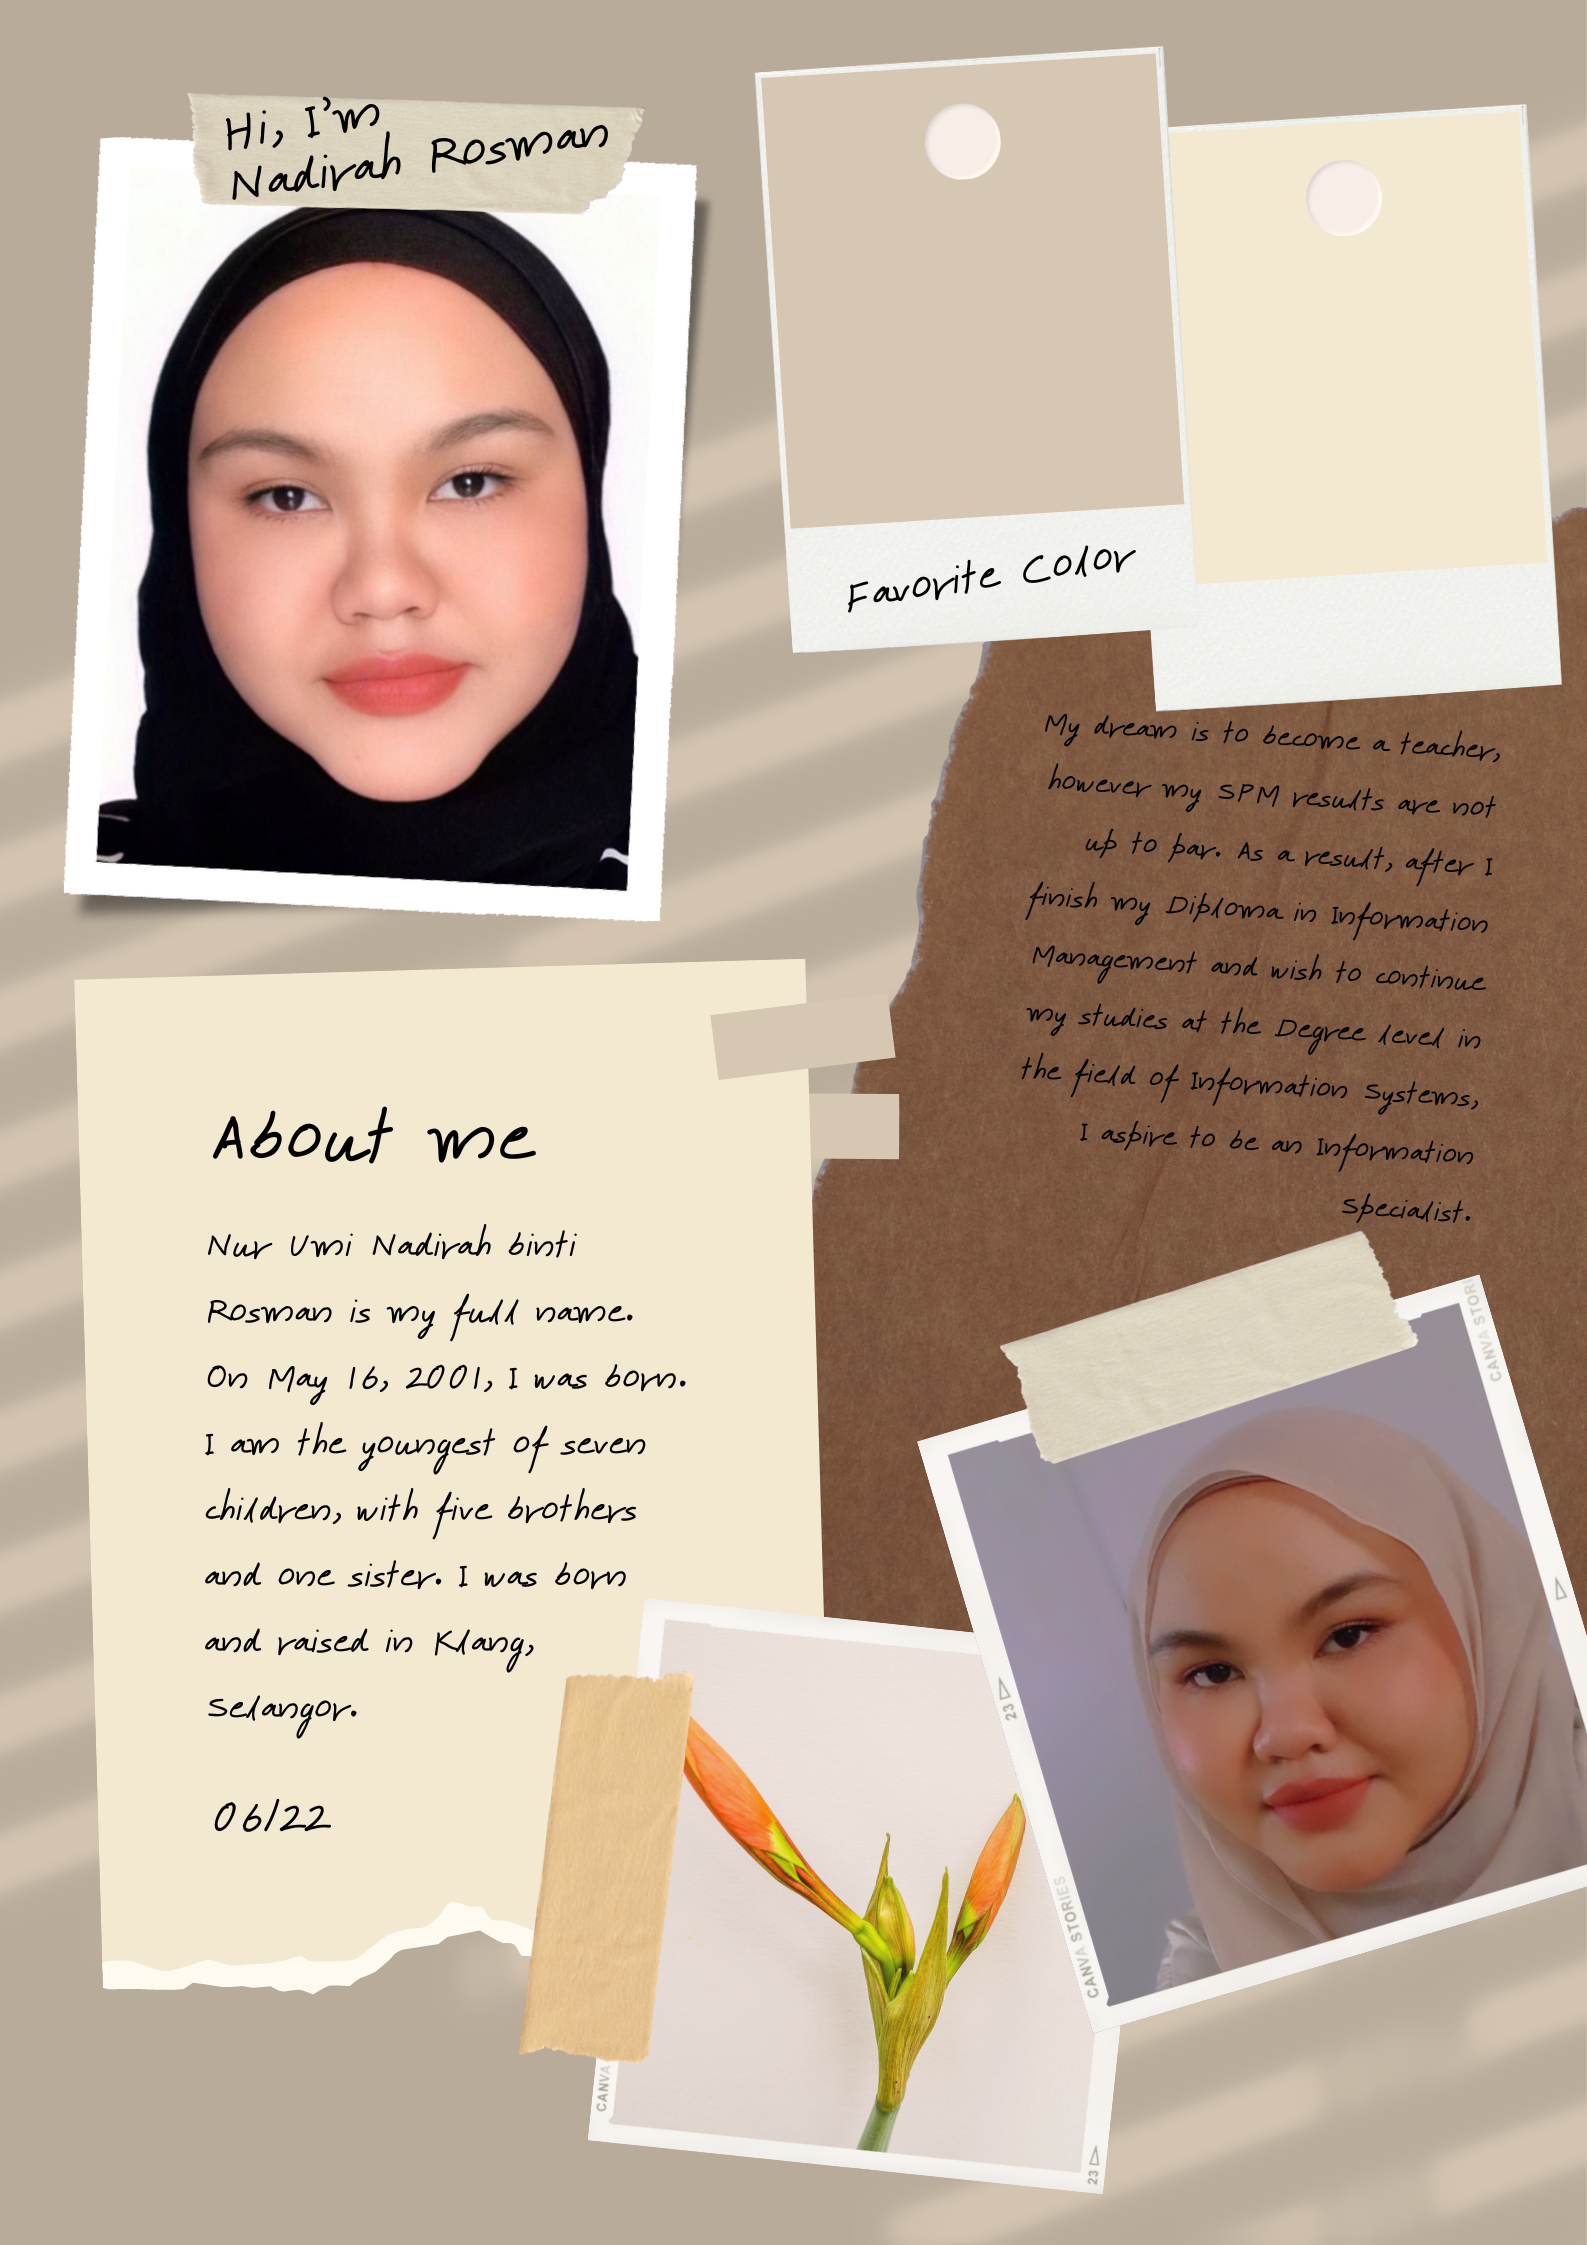 Hi, I'm
Nadirah Rosman
Favorite Color
My dream is to become a teacher,
however my SPM results are not
up to par. As a result, after I
finish my Diploma in Information
Management and wish to continue
my studies at the Degree level in
the field of Information Systems,
I aspire to be an Information
Specialist.
About me
Nur Umi Nadirah binti
Rosman is my full name.
On May 16, 2001, I was born.
I am the youngest of seven
children, with five brothers
and one sister. I was born
and raised in Klang,
Selangor.
06/22
CANVA STOR
23
CANVA STORIES
CANVA
23